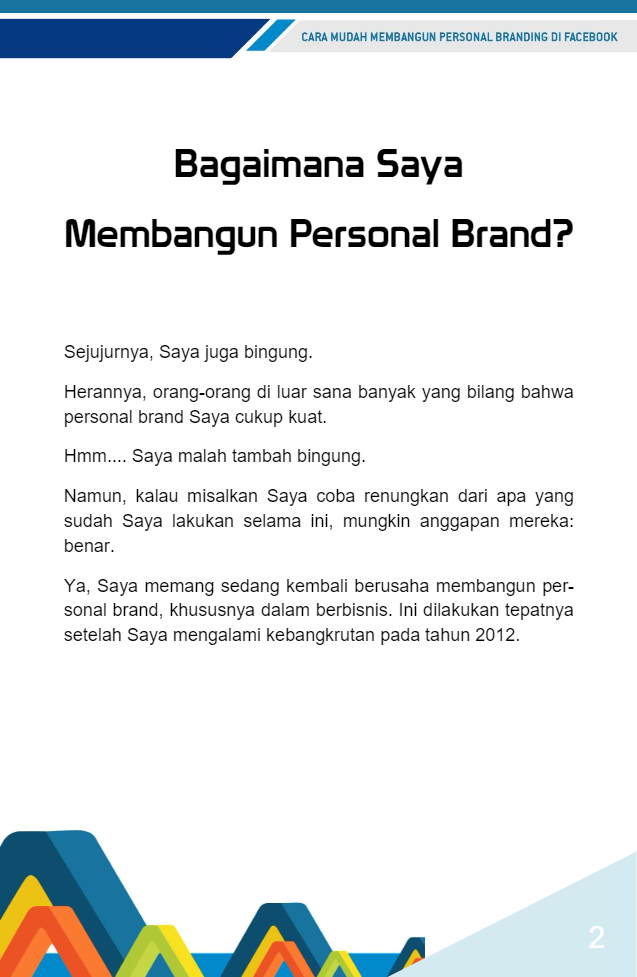 CARA MUDAH MEMBANGUN PERSONAL BRANDING DI FACEBOOK
Bagaimana Saya
Membangun Personal Brand?
Sejujurnya, Saya juga bingung.
Herannya, orang-orang di luar sana banyak yang bilang bahwa
personal brand Saya cukup kuat.
Hmm.... Saya malah tambah bingung.
Namun, kalau misalkan Saya coba renungkan dari apa yang
sudah Saya lakukan selama ini, mungkin anggapan mereka:
benar.
Ya, Saya memang sedang kembali berusaha membangun per-
sonal brand, khususnya dalam berbisnis. Ini dilakukan tepatnya
setelah Saya mengalami kebangkrutan pada tahun 2012.
2